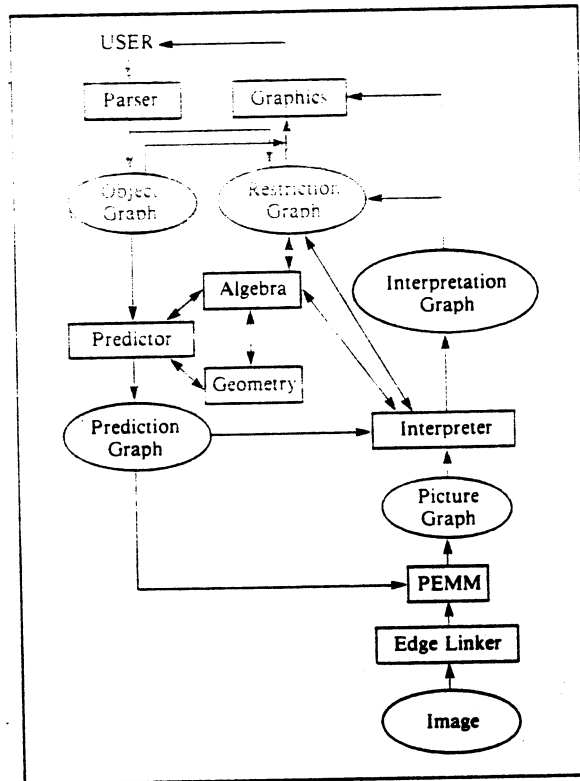 USER
Parser
Graphics
Object
Graph
Restriction
Graph
Algebra
Interpretation
Graph
Predictor
Geometry
Prediction
Graph
Interpreter
Picture
Graph
PEMM
Edge Linker
Image